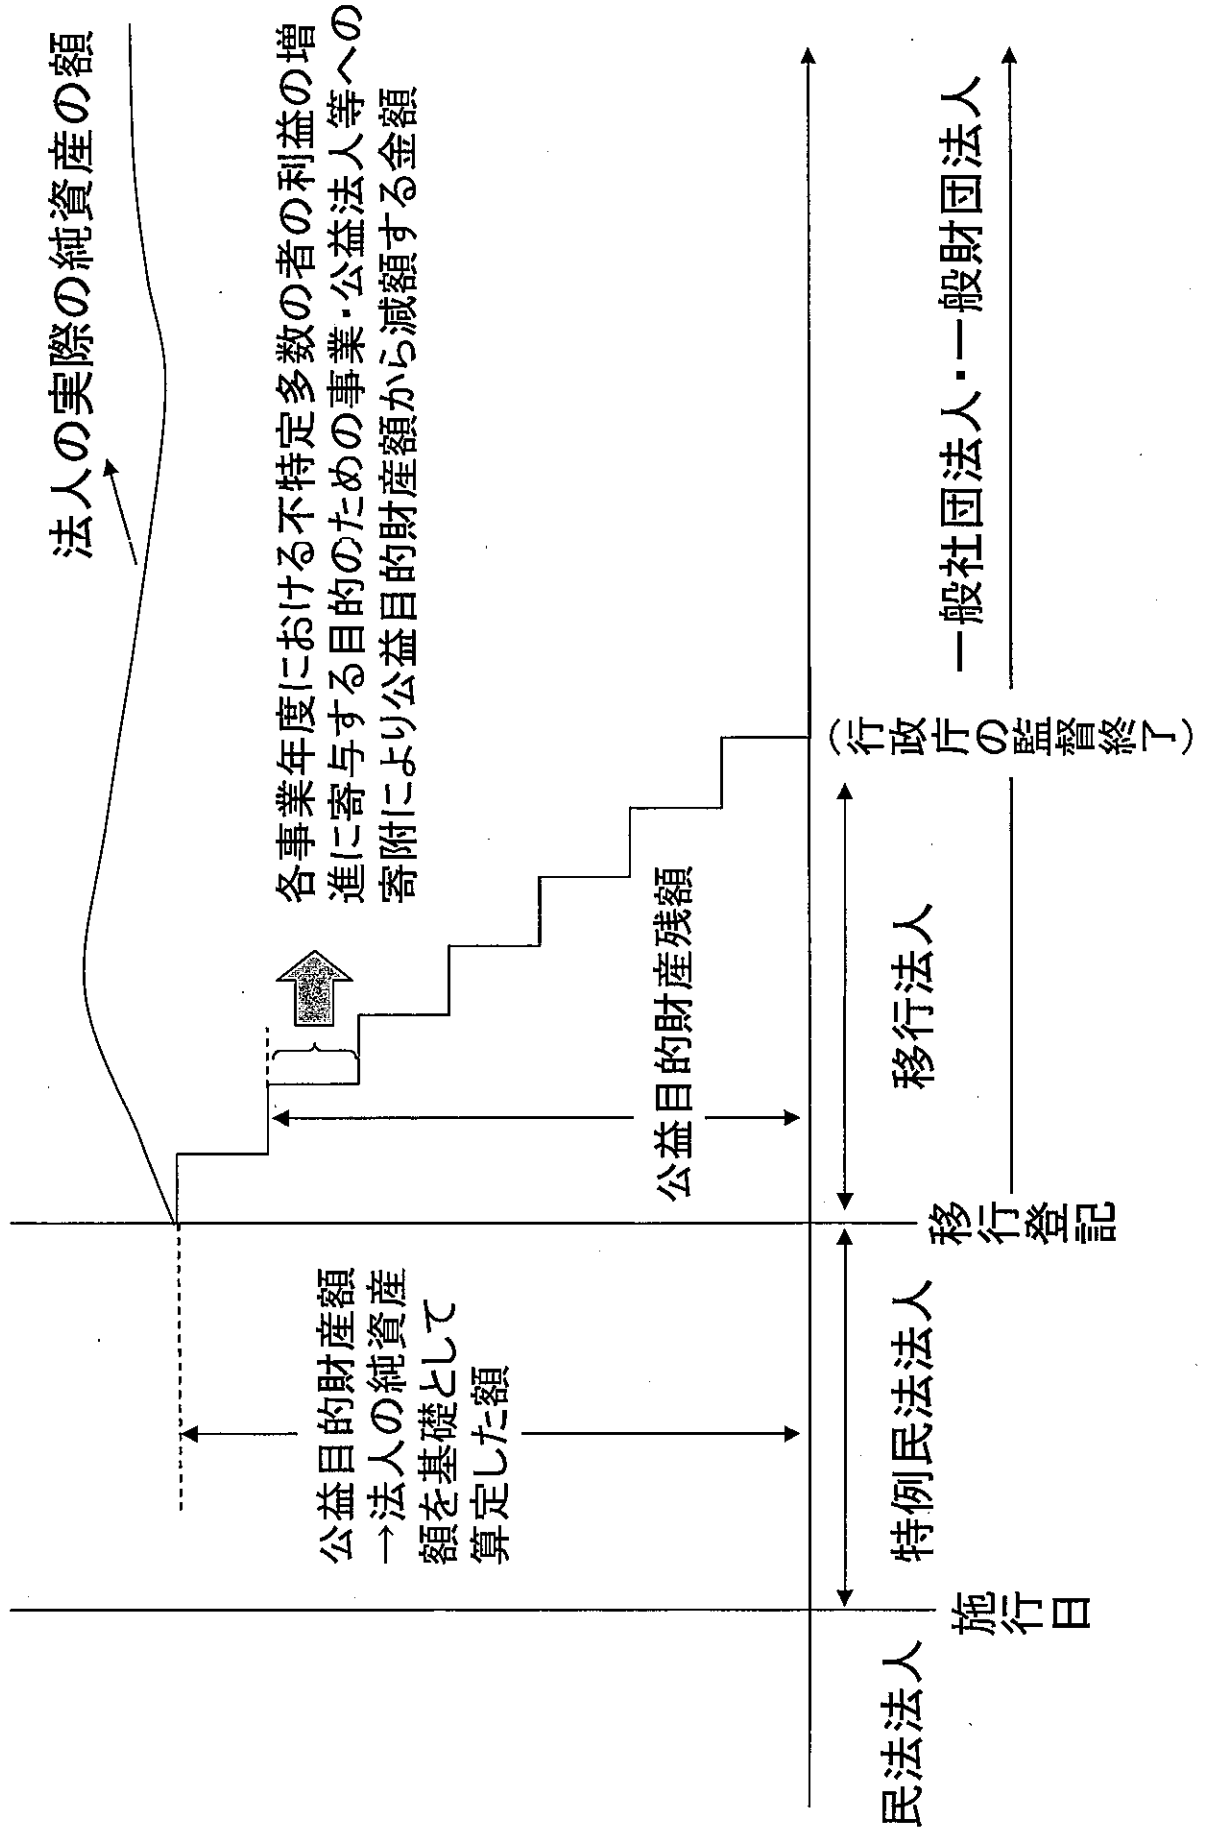 法人の実際の純資産の額
各事業年度における不特定多数の者の利益の増
進に寄与する目的のための事業・公益法人等への
寄附により公益目的財産額から減額する金額
公益目的財産額
→法人の純資産
額を基礎として
算定した額
公益目的財産残額
民法法人
施行日
特例民法法人
移行登記
移行法人
(行政庁の監督終了)
一般社団法人・一般財団法人